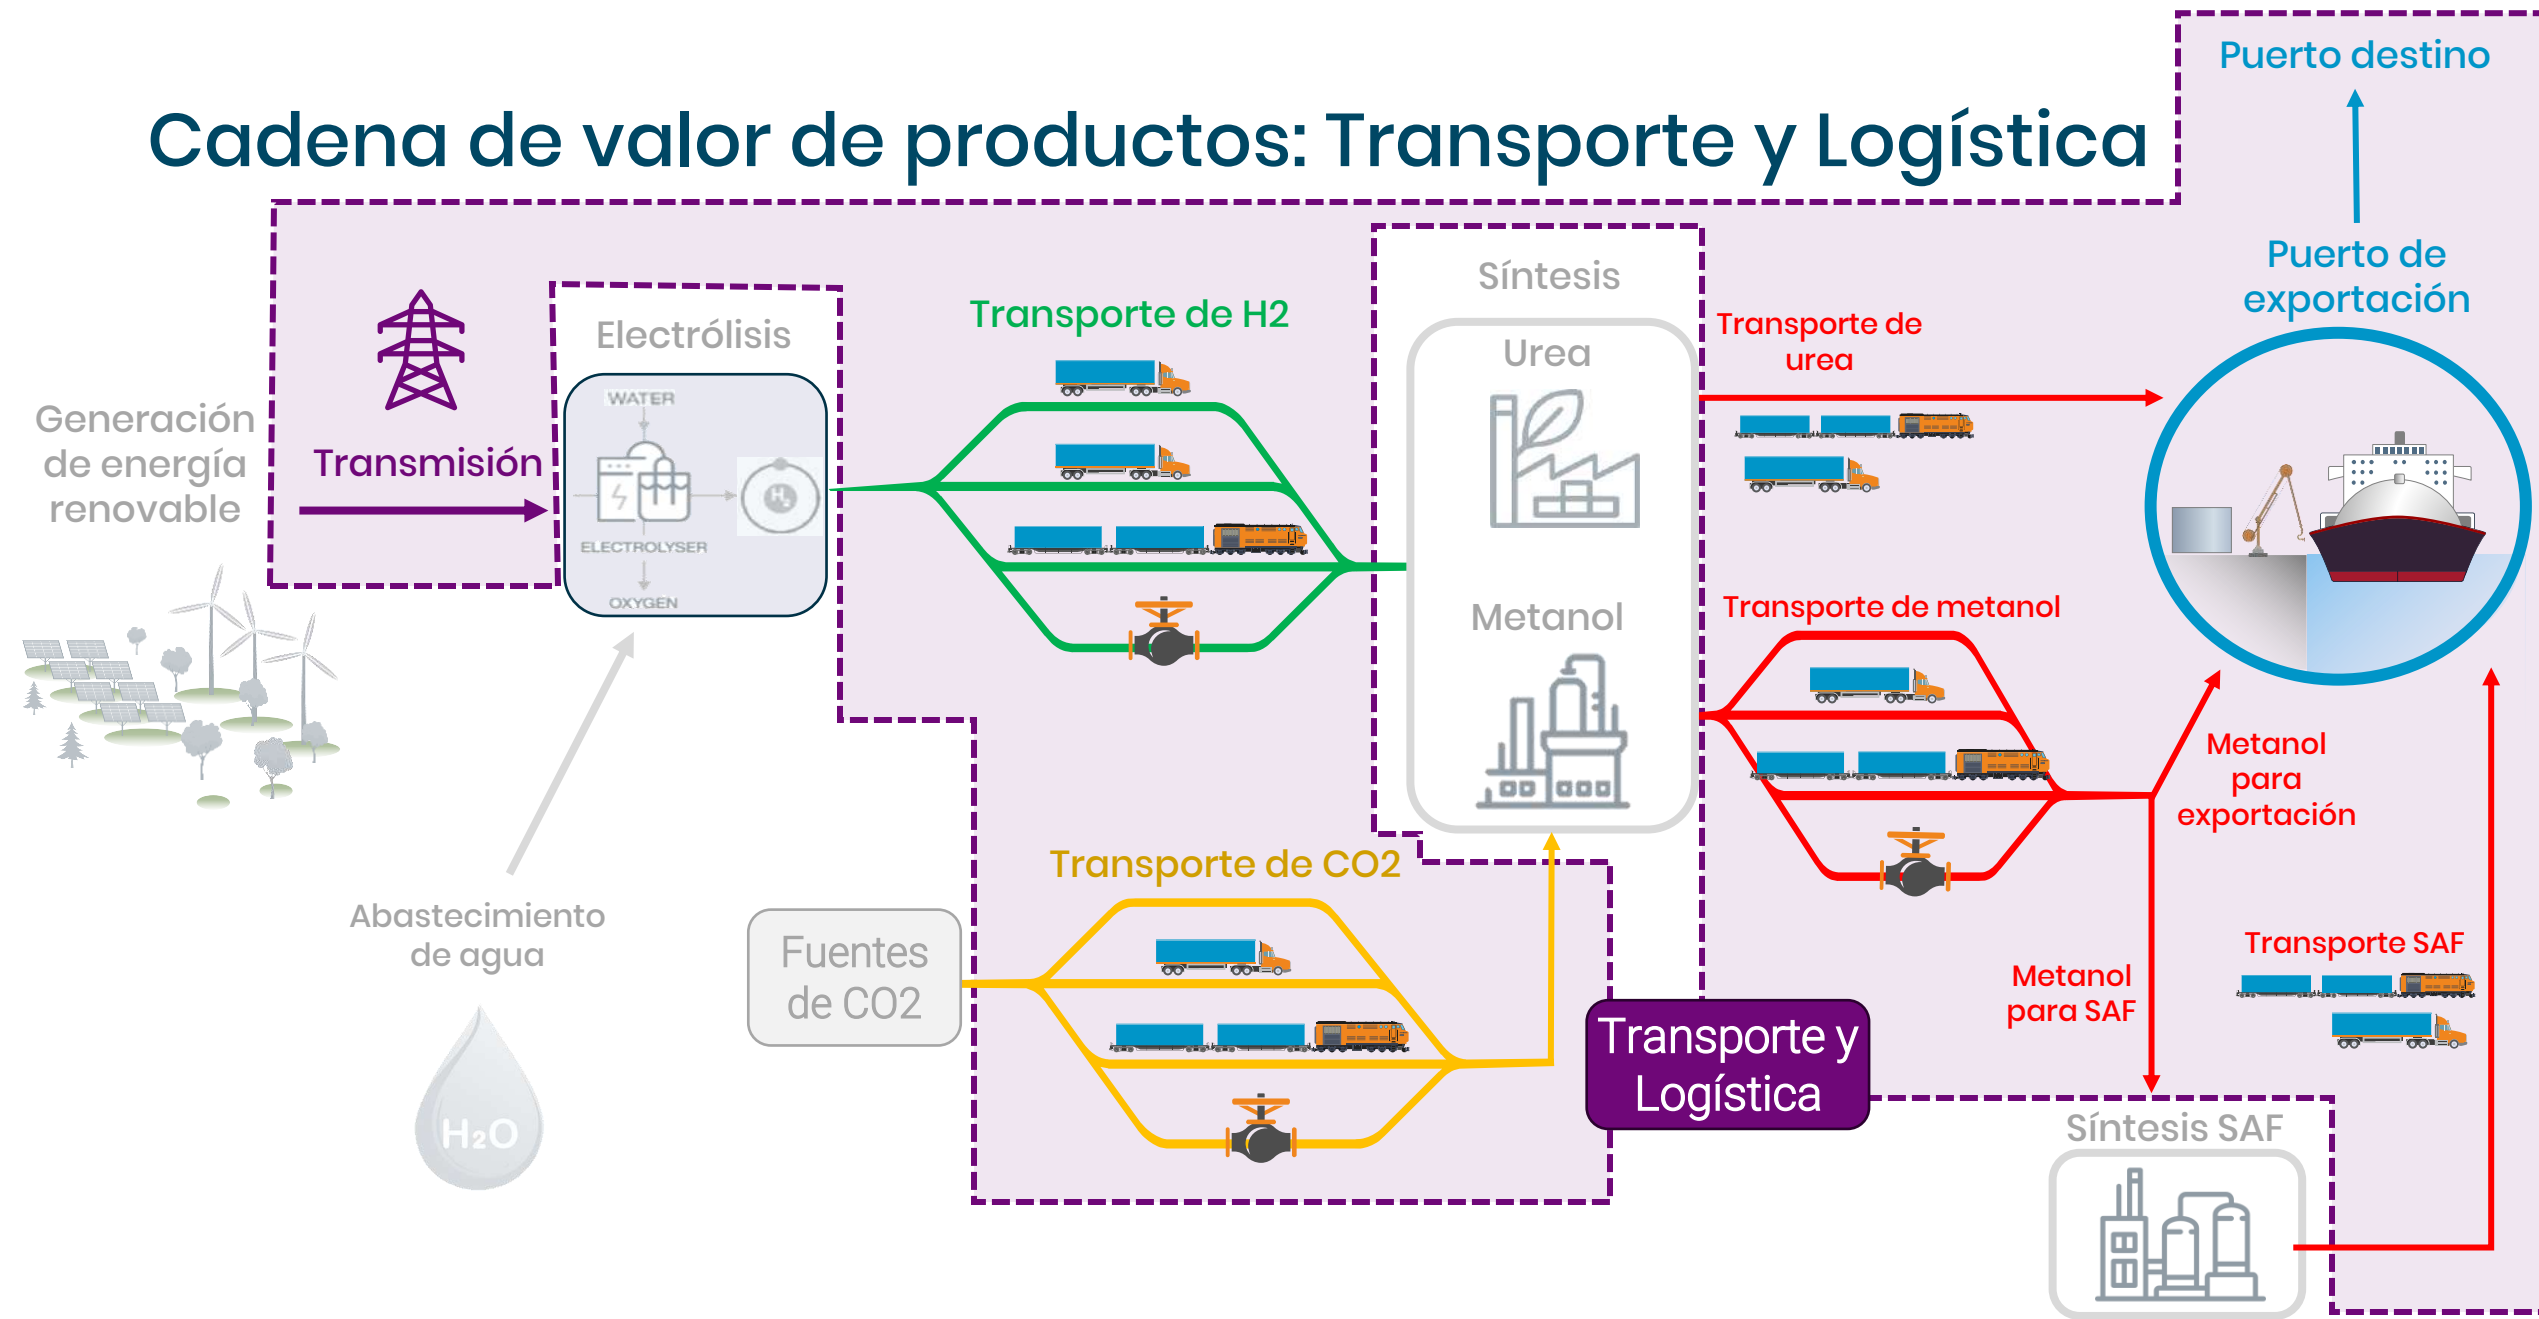 Cadena de valor de productos: Transporte y Logística
Puerto destino
Puerto de
exportación
Generación
de energía
renovable
Transmisión
Electrólisis
WATER
H₂
ELECTROLYSER
OXYGEN
Abastecimiento
de agua
H₂O
Transporte de H2
Fuentes
de CO2
Transporte de CO2
Síntesis
Urea
Metanol
Transporte de
urea
Transporte de metanol
Metanol
para
exportación
Metanol
para SAF
Transporte SAF
Transporte y
Logística
Síntesis SAF